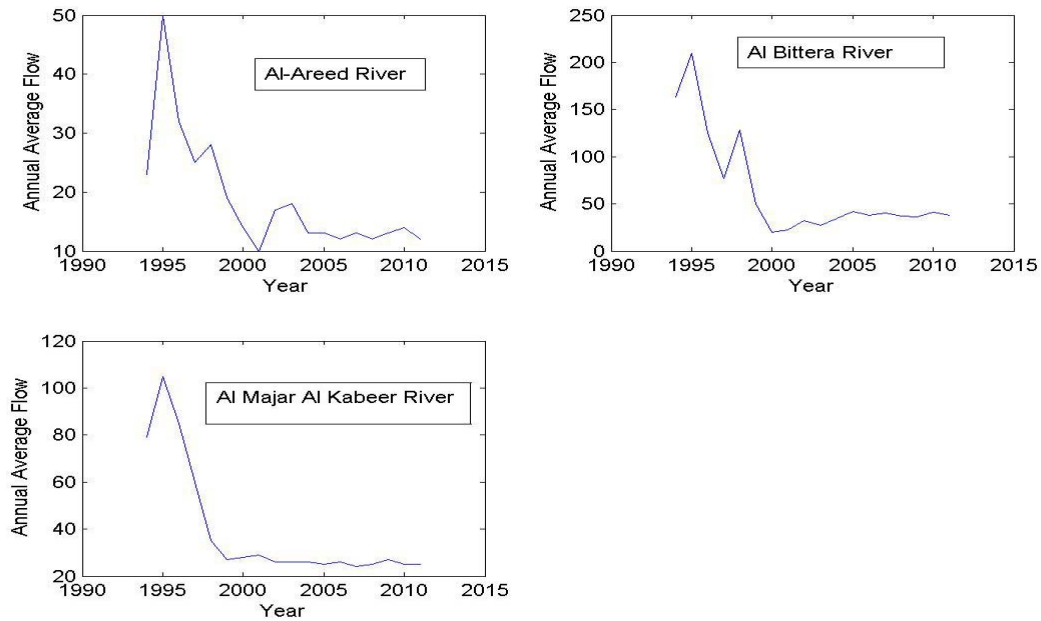 50
40
30
20
10
Annual Average Flow
Al-Areed River
1990 1995 2000 2005 2010 2015
Year
250
200
150
100
50
0
Annual Average Flow
Al Bittera River
1990 1995 2000 2005 2010 2015
Year
120
100
80
60
40
20
Annual Average Flow
Al Majar Al Kabeer River
1990 1995 2000 2005 2010 2015
Year